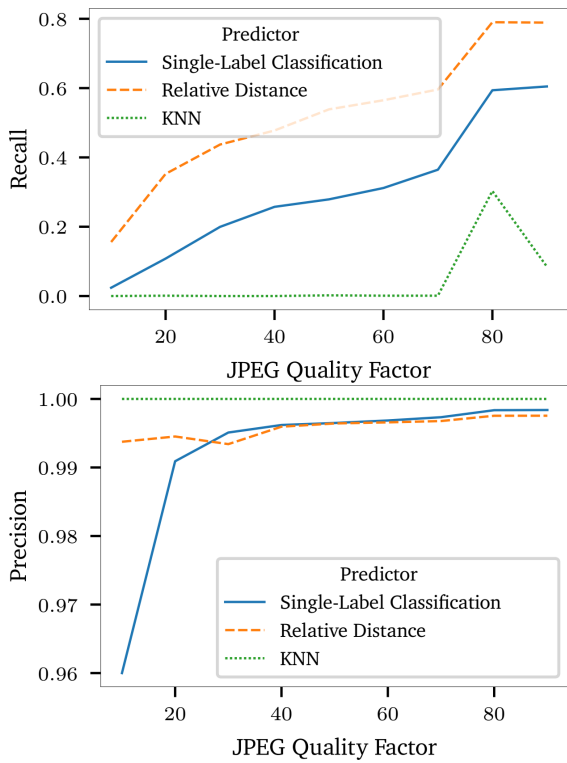 0.8
0.6
0.4
0.2
0.0
Recall
Predictor
Single-Label Classification
Relative Distance
KNN
20
40
60
80
JPEG Quality Factor
1.00
0.99
0.98
0.97
0.96
Precision
Predictor
Single-Label Classification
Relative Distance
KNN
20
40
60
80
JPEG Quality Factor